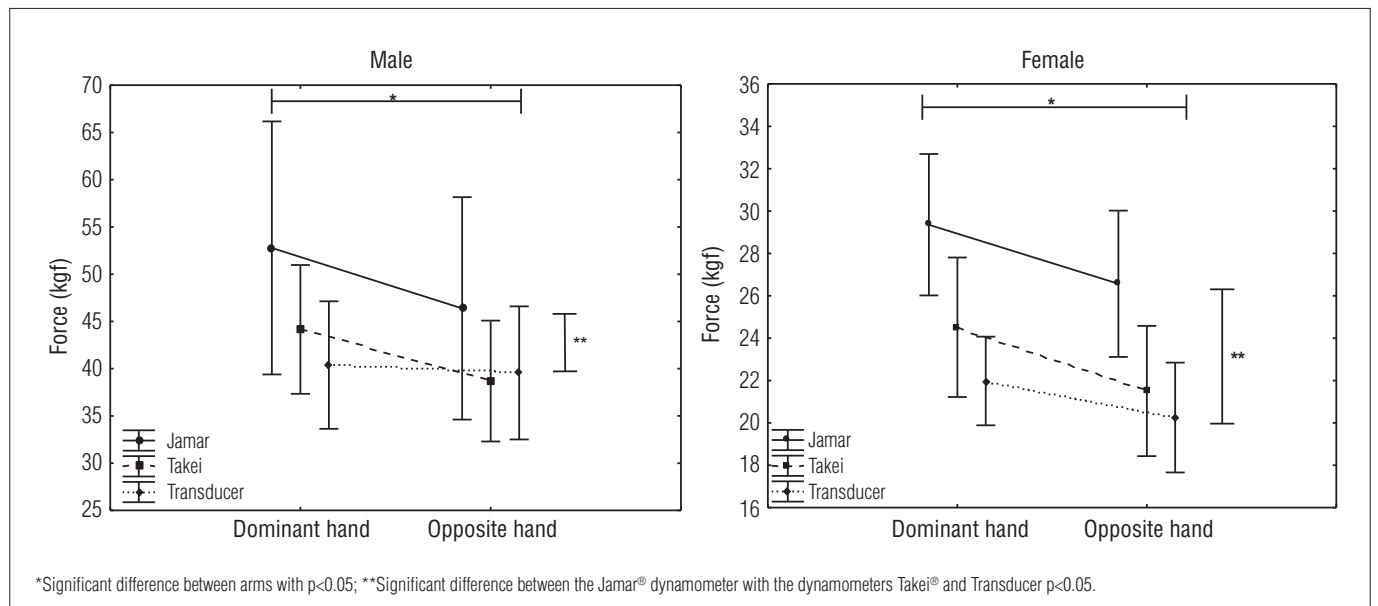 Male
70
65
60
55
50
45
40
35
30
25
Force (kgf)
*
**
Jamar
Takei
Transducer
Dominant hand Opposite hand
Female
36
34
32
30
28
26
24
22
20
18
16
Force (kgf)
*
**
Jamar
Takei
Transducer
Dominant hand Opposite hand
*Significant difference between arms with p<0.05; **Significant difference between the Jamar® dynamometer with the dynamometers Takei® and Transducer p<0.05.